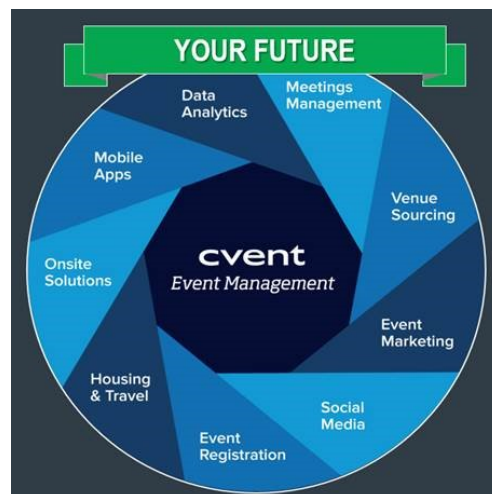 YOUR FUTURE
Meetings
Management
Venue
Sourcing
Event
Marketing
Social
Media
Event
Registration
Housing
& Travel
Onsite
Solutions
Mobile
Apps
Data
Analytics
cvent
Event Management